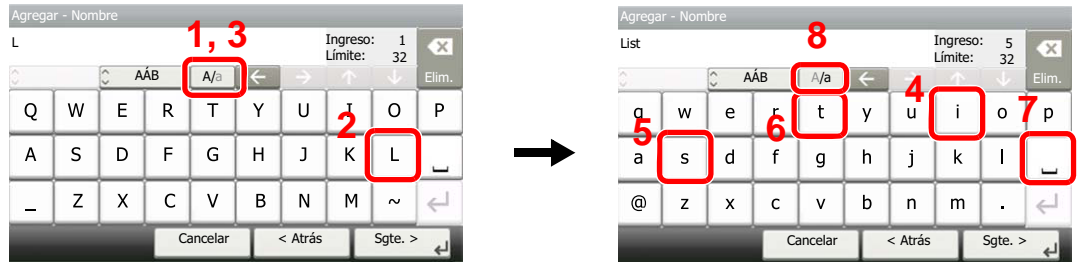 Agregar - Nombre
L
1, 3
Ingreso: 1
Límite: 32
AÁB
A/a
Elim.
Q W E R T Y U I O P
2
A S D F G H J K L ␣
_ Z X C V B N M ~
Cancelar
< Atrás
Sgte. >
Agregar - Nombre
List
8
Ingreso: 5
Límite: 32
AÁB
A/a
4
Elim.
q w e r t y u i o p
5
6
7
a s d f g h j k l ␣
@ z x c v b n m .
Cancelar
< Atrás
Sgte. >